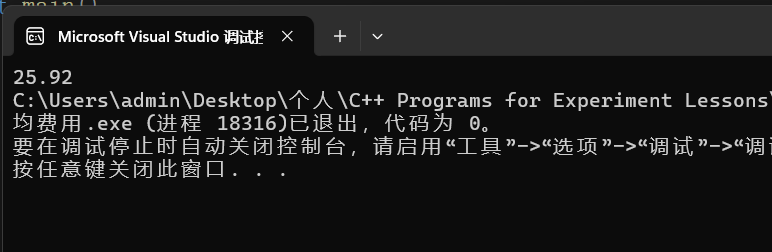 main()
Microsoft Visual Studio 调试
25.92
C:\Users\admin\Desktop\个人\C++ Programs for Experiment Lessons\
均费用.exe (进程 18316)已退出，代码为 0。
要在调试停止时自动关闭控制台，请启用“工具”->“选项”->“调试”->“调
按任意键关闭此窗口. . .